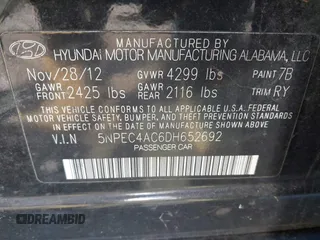 MANUFACTURED BY
HYUNDAI MOTOR MANUFACTURING ALABAMA, LLC
Nov/28/12 GVWR 4299 lbs PAINT 7B
GAWR FRONT 2425 lbs GAWR REAR 2116 lbs TRIM RY
THIS VEHICLE CONFORMS TO ALL APPLICABLE U.S.A. FEDERAL
MOTOR VEHICLE SAFETY, BUMPER, AND THEFT PREVENTION
STANDARDS IN EFFECT ON THE DATE OF MANUFACTURE SHOWN ABOVE.
V.I.N 5NPEC4AC6DH652692
PASSENGER CAR
© DREAMBID